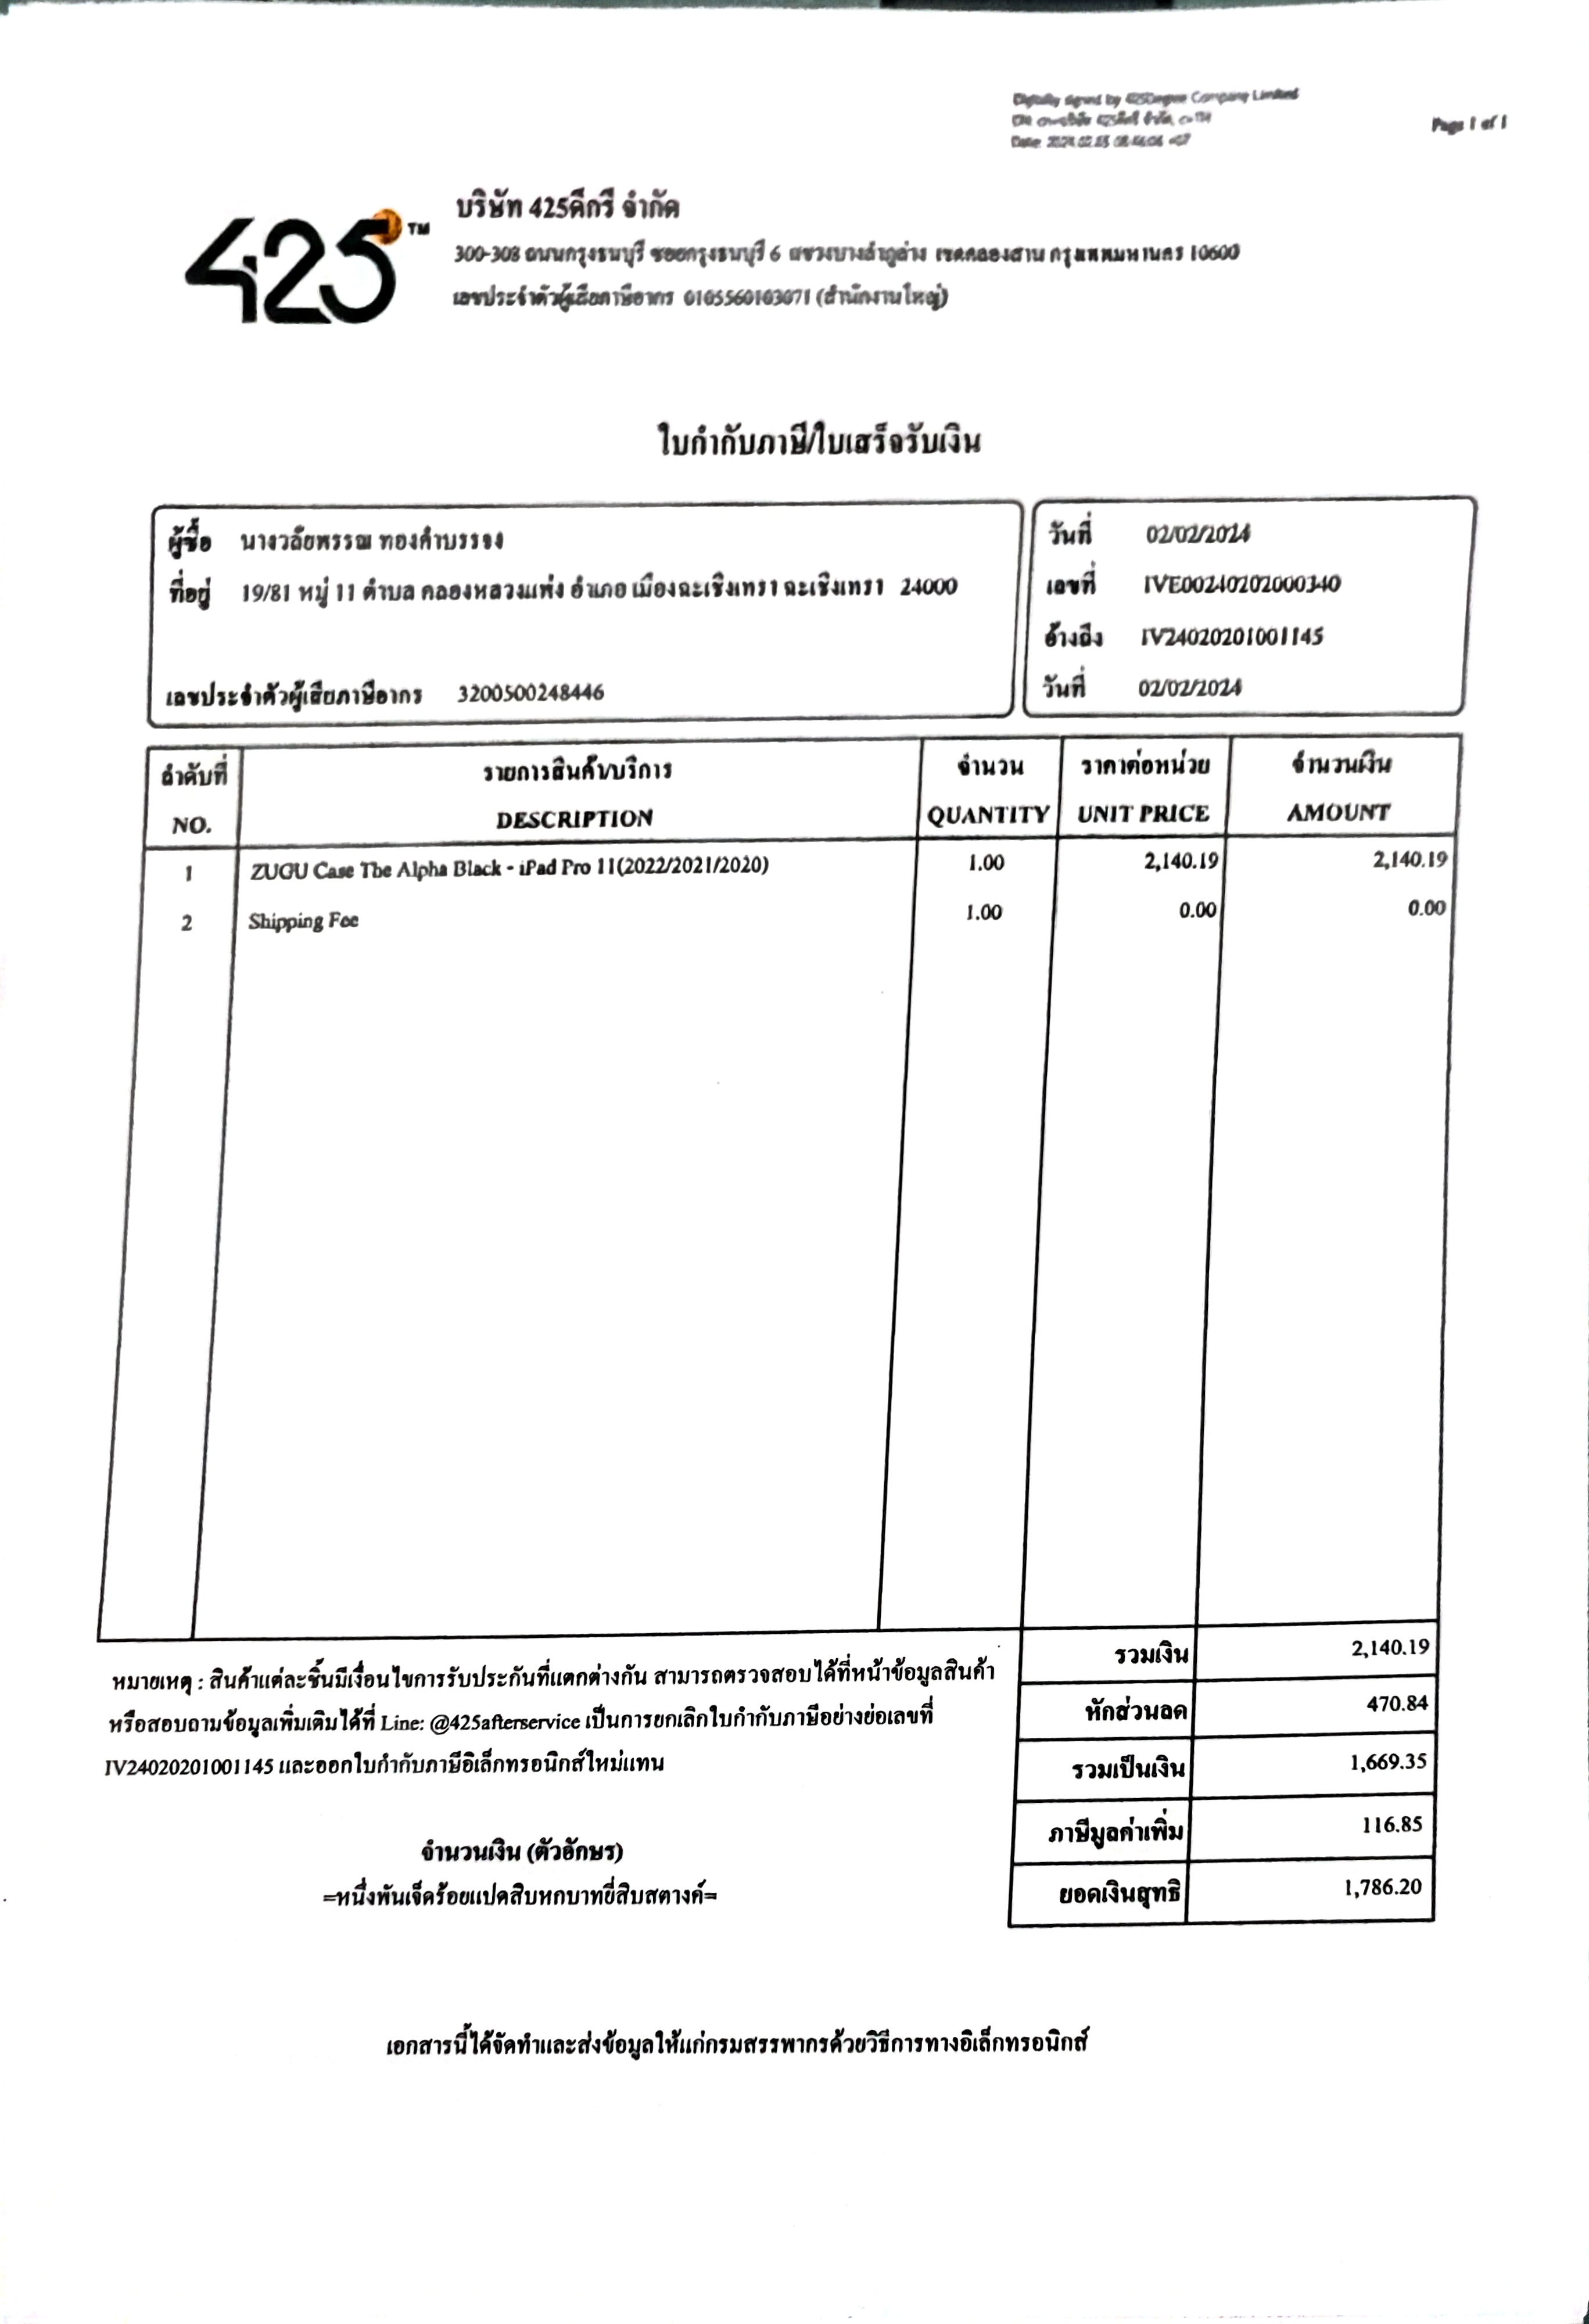 Digitally signed by 425Degree Company Limited
Page 1 of 1
425 TM
บริษัท 425ดีกรี จำกัด
300-308 ถนนกรุงธนบุรี ซอยกรุงธนบุรี 6 แขวงบางลำภูล่าง เขตคลองสาน กรุงเทพมหานคร 10600
เลขประจำตัวผู้เสียภาษีอากร 0105560103071 (สำนักงานใหญ่)
ใบกำกับภาษี/ใบเสร็จรับเงิน
ผู้ซื้อ นางวลัยพรรณ ทองคำบรรจง
ที่อยู่ 19/81 หมู่ 11 ตำบล คลองหลวงแพ่ง อำเภอ เมืองฉะเชิงเทรา ฉะเชิงเทรา 24000
เลขประจำตัวผู้เสียภาษีอากร 3200500248446
วันที่ 02/02/2024
เลขที่ IVE00240202000340
อ้างถึง IV24020201001145
วันที่ 02/02/2024
ลำดับที่ รายการสินค้า/บริการ จำนวน ราคาต่อหน่วย จำนวนเงิน
NO. DESCRIPTION QUANTITY UNIT PRICE AMOUNT
1 ZUGU Case The Alpha Black - iPad Pro 11(2022/2021/2020) 1.00 2,140.19 2,140.19
2 Shipping Fee 1.00 0.00 0.00
หมายเหตุ : สินค้าแต่ละชิ้นมีเงื่อนไขการรับประกันที่แตกต่างกัน สามารถตรวจสอบได้ที่หน้าข้อมูลสินค้า
หรือสอบถามข้อมูลเพิ่มเติมได้ที่ Line: @425afterservice เป็นการยกเลิกใบกำกับภาษีอย่างย่อเลขที่
IV24020201001145 และออกใบกำกับภาษีอิเล็กทรอนิกส์ใหม่แทน
จำนวนเงิน (ตัวอักษร)
=หนึ่งพันเจ็ดร้อยแปดสิบหกบาทยี่สิบสตางค์=
รวมเงิน 2,140.19
หักส่วนลด 470.84
รวมเป็นเงิน 1,669.35
ภาษีมูลค่าเพิ่ม 116.85
ยอดเงินสุทธิ 1,786.20
เอกสารนี้ได้จัดทำและส่งข้อมูลให้แก่กรมสรรพากรด้วยวิธีการทางอิเล็กทรอนิกส์